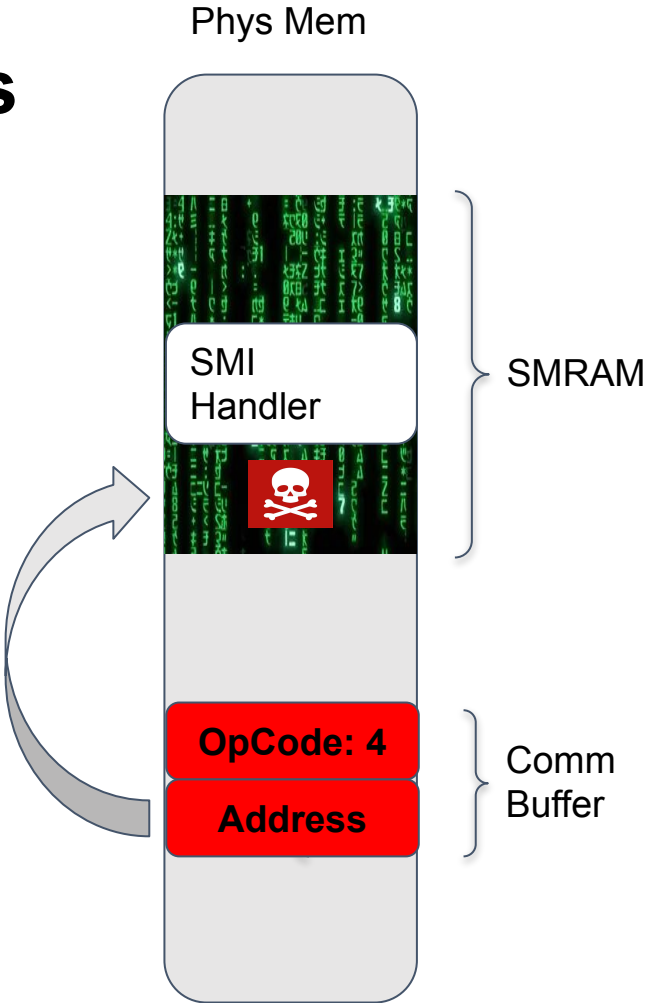 Phys Mem
s
SMI
Handler
SMRAM
OpCode: 4
Address
Comm
Buffer